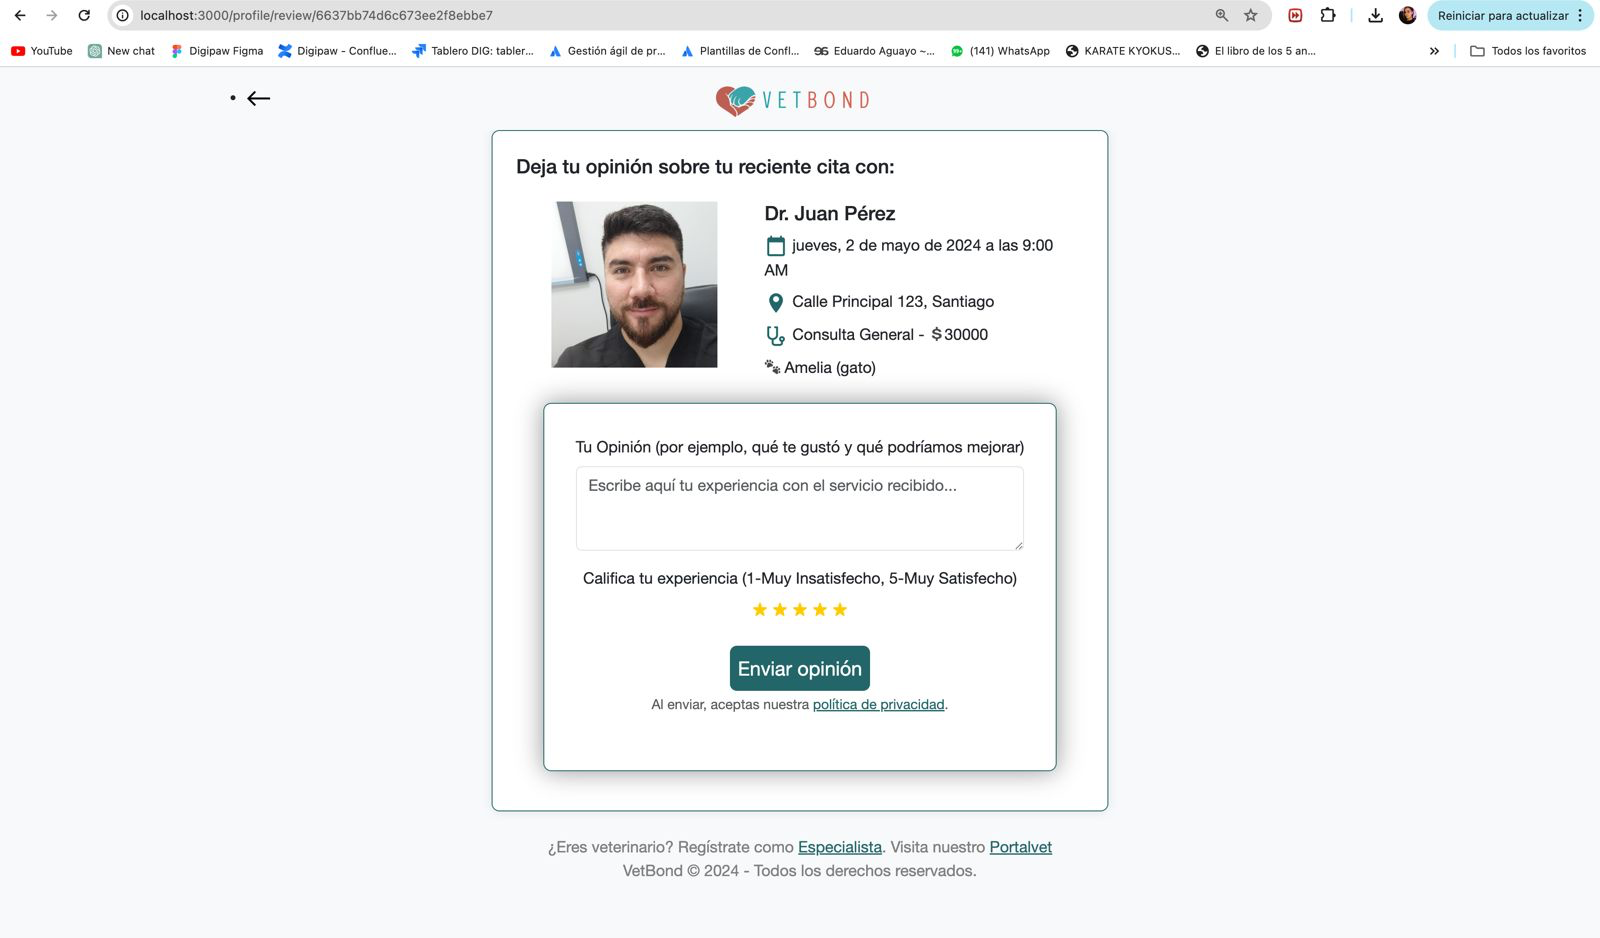 localhost:3000/profile/review/6637bb74d6c673ee2f8ebbe7
Reiniciar para actualizar
YouTube
New chat
Digipaw Figma
Digipaw - Conflue...
Tablero DIG: tabler...
Gestión ágil de pr...
Plantillas de Confl...
Eduardo Aguayo ~...
(141) WhatsApp
KARATE KYOKUS...
El libro de los 5 an...
Todos los favoritos
VETBOND
Deja tu opinión sobre tu reciente cita con:
Dr. Juan Pérez
jueves, 2 de mayo de 2024 a las 9:00
AM
Calle Principal 123, Santiago
Consulta General - $30000
Amelia (gato)
Tu Opinión (por ejemplo, qué te gustó y qué podríamos mejorar)
Escribe aquí tu experiencia con el servicio recibido...
Califica tu experiencia (1-Muy Insatisfecho, 5-Muy Satisfecho)
Enviar opinión
Al enviar, aceptas nuestra política de privacidad.
¿Eres veterinario? Regístrate como Especialista. Visita nuestro Portalvet
VetBond © 2024 - Todos los derechos reservados.